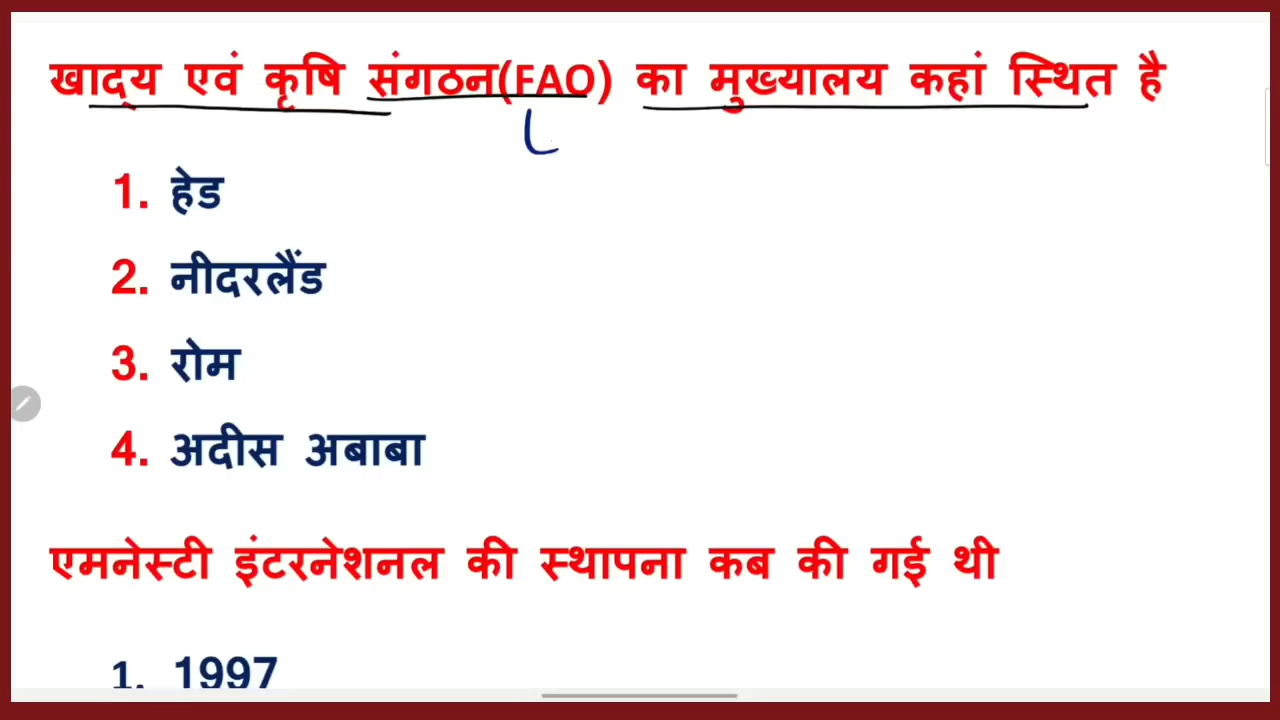 खाद्य एवं कृषि संगठन(FAO) का मुख्यालय कहां स्थित है
1. हेड
2. नीदरलैंड
3. रोम
4. अदीस अबाबा
एमनेस्टी इंटरनेशनल की स्थापना कब की गई थी
1. 1997